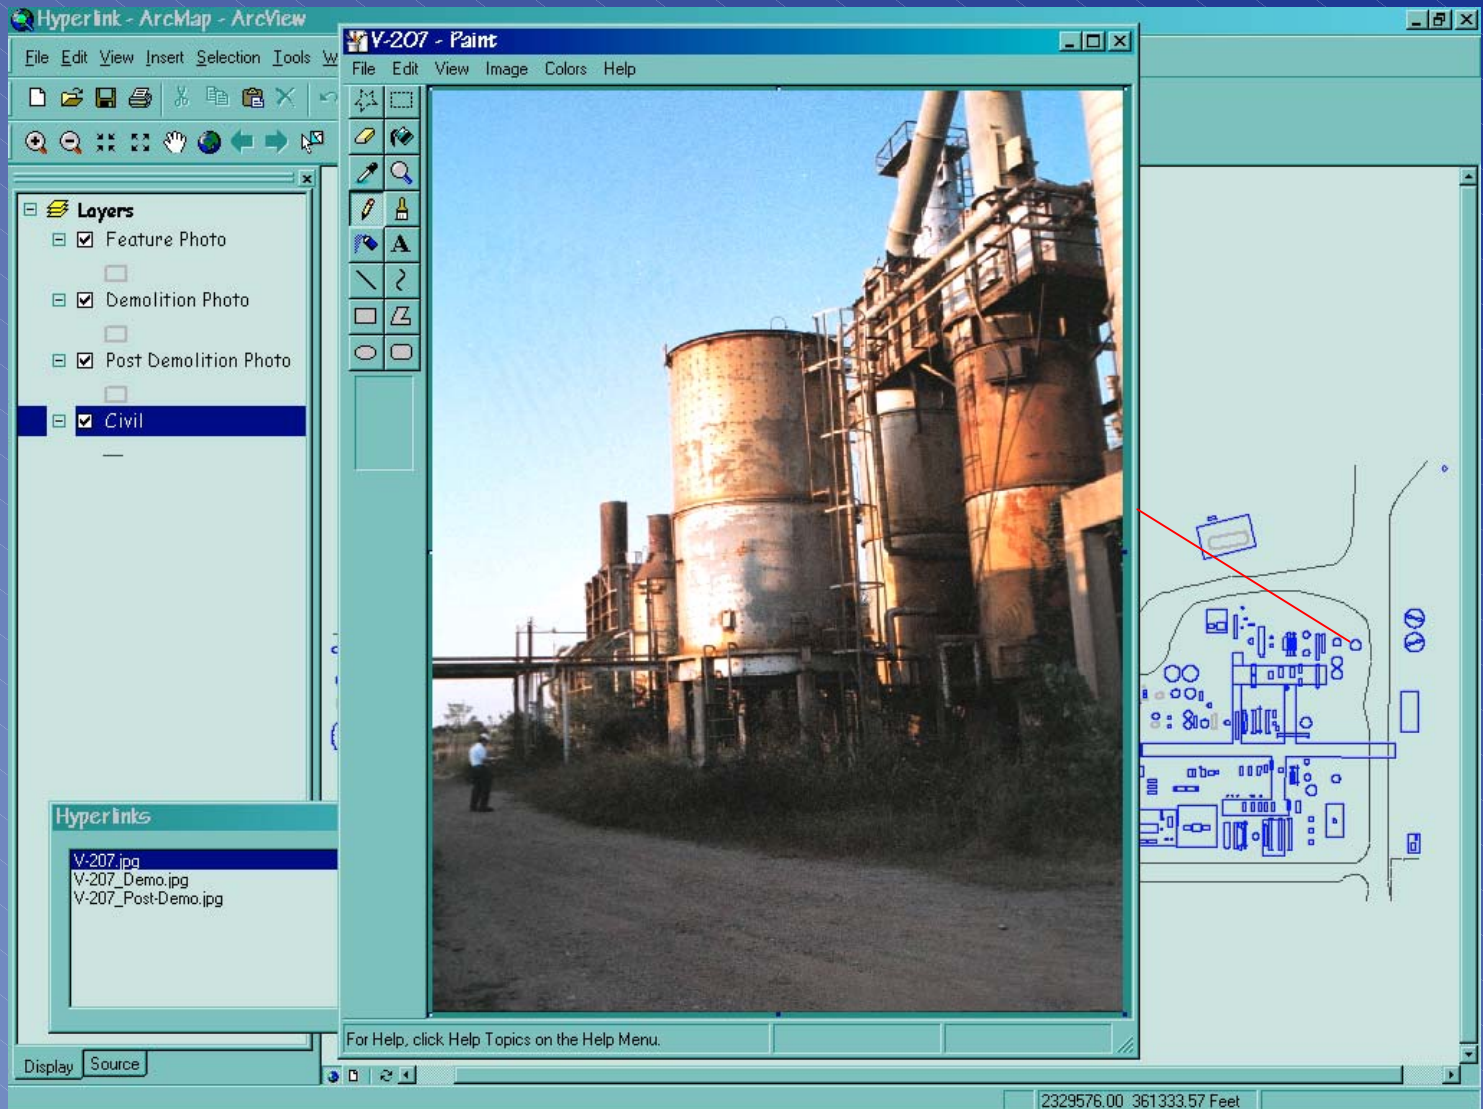 Hyperlink - ArcMap - ArcView
File Edit View Insert Selection Tools W
Layers
Feature Photo
Demolition Photo
Post Demolition Photo
Civil
Hyperlinks
V-207.jpg
V-207_Demo.jpg
V-207_Post-Demo.jpg
Display Source
V-207 - Paint
File Edit View Image Colors Help
A
For Help, click Help Topics on the Help Menu.
2329576.00 361333.57 Feet